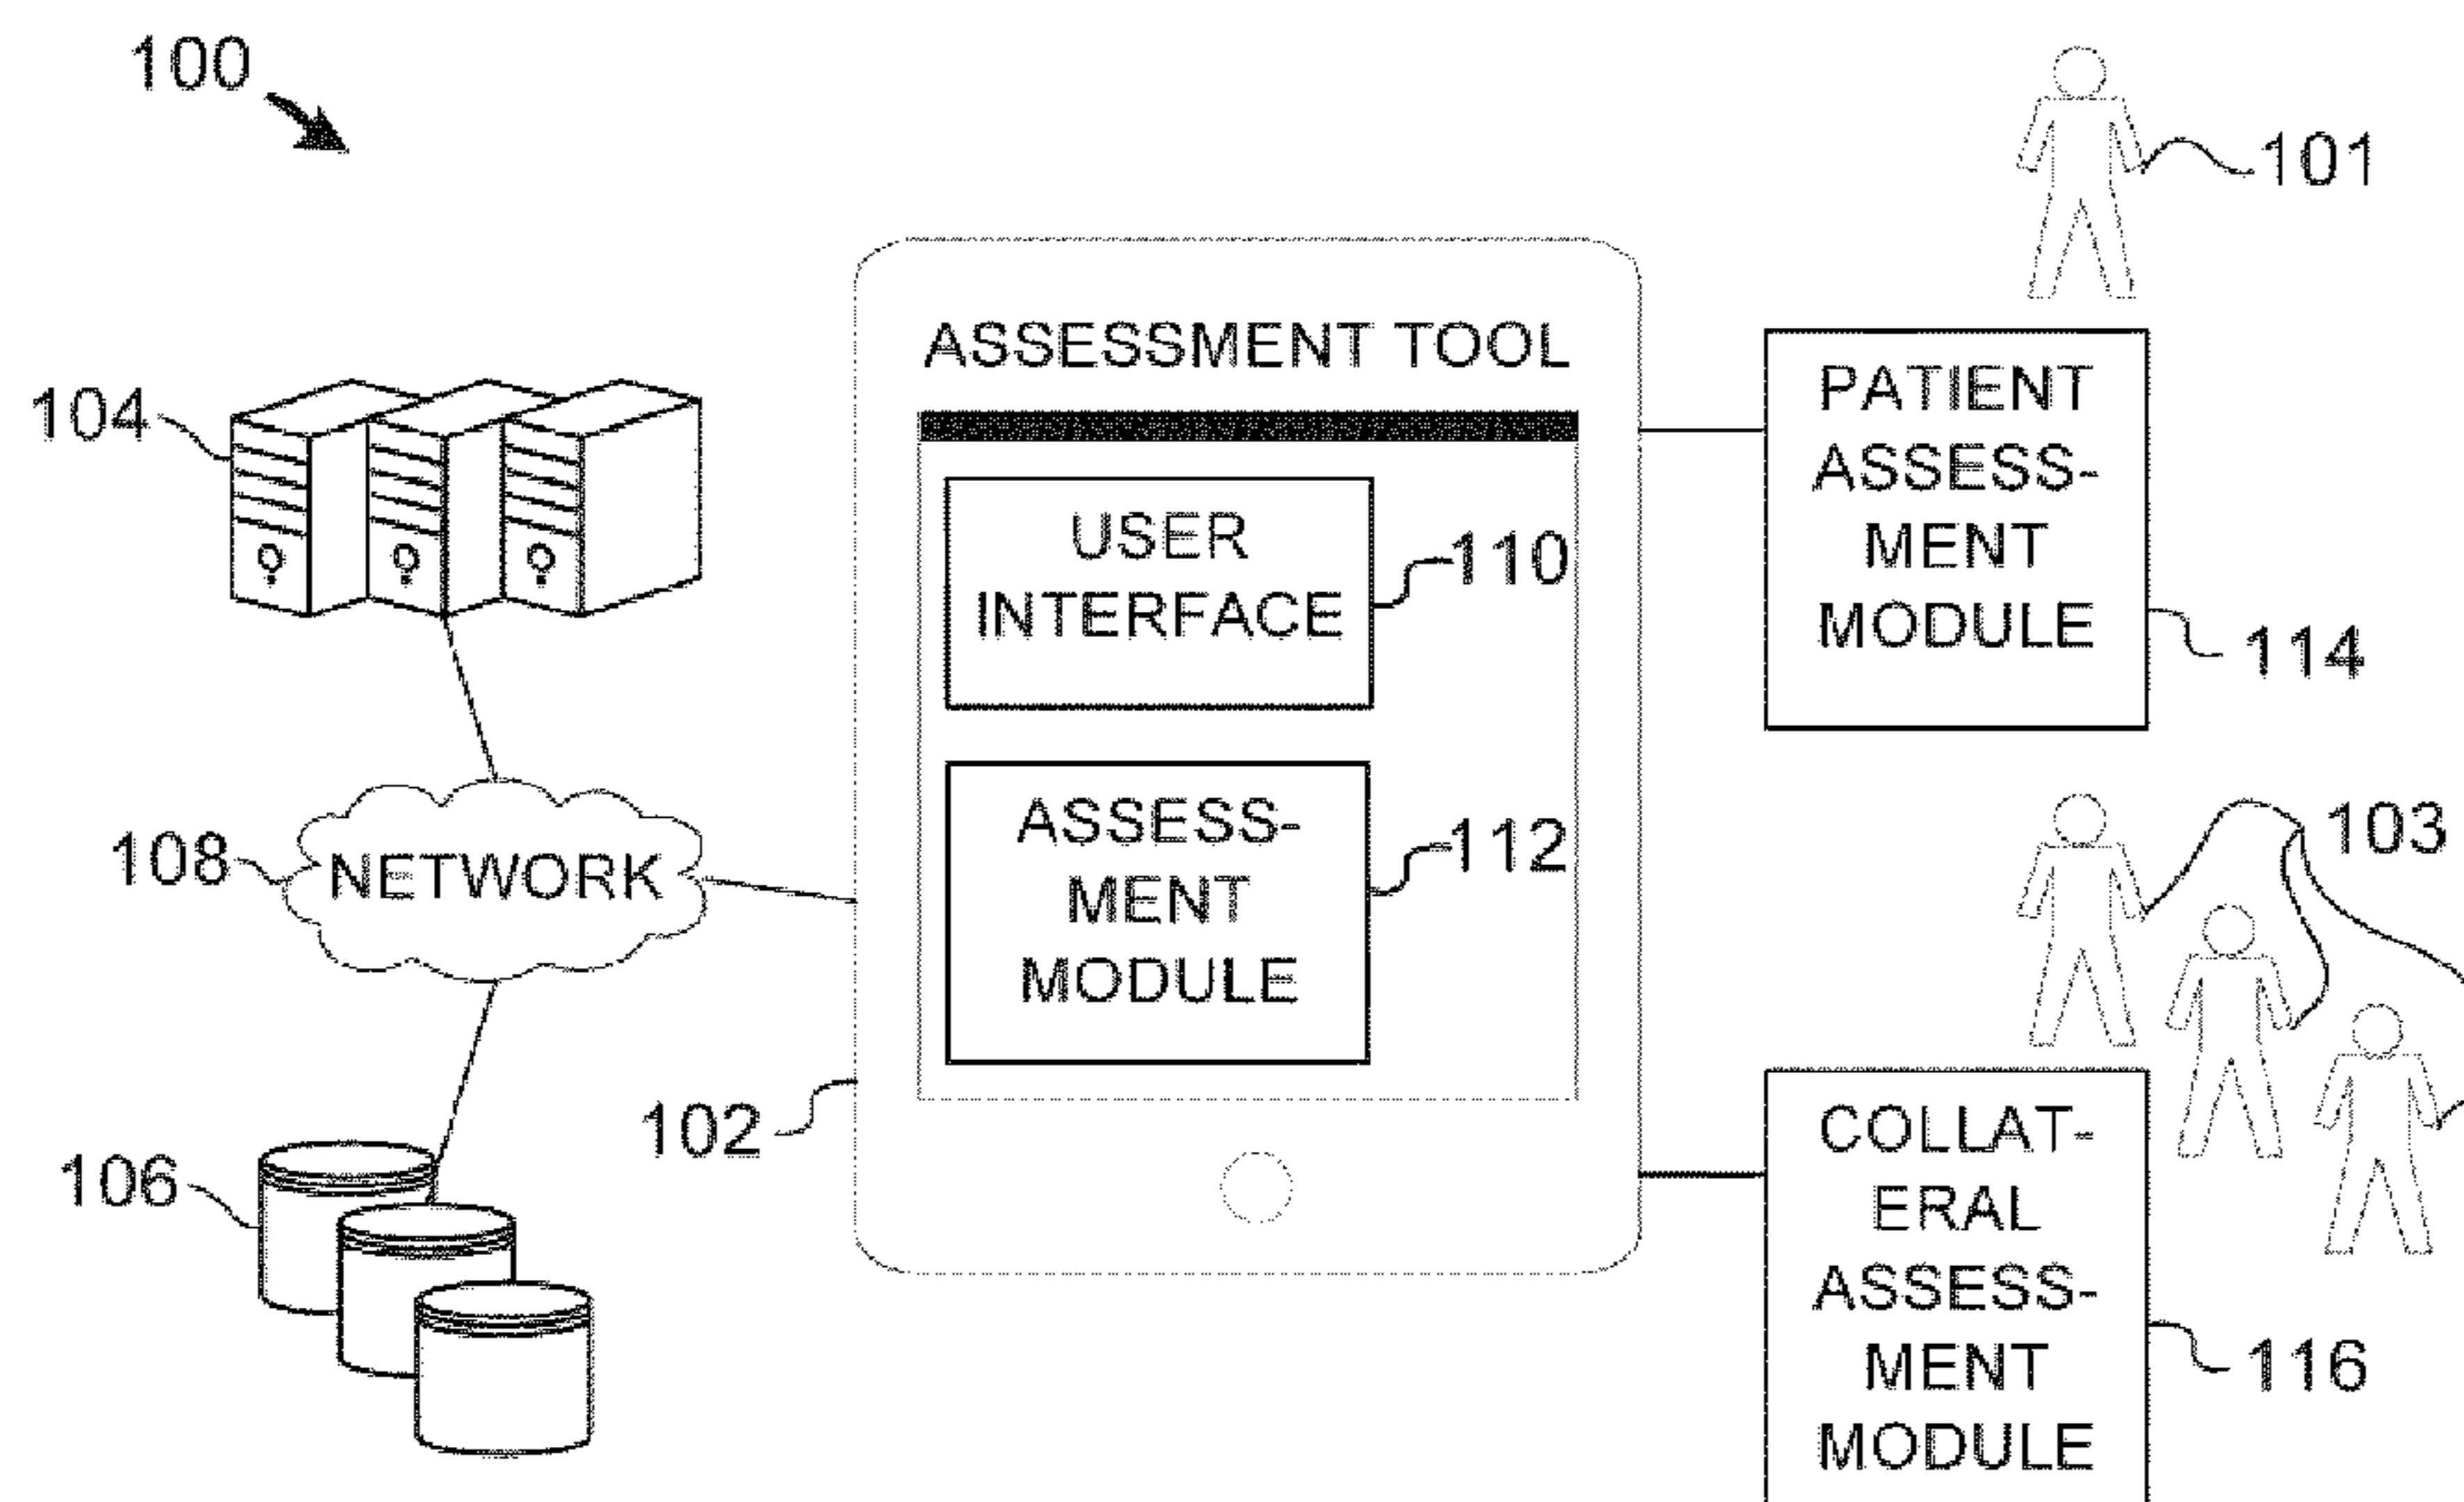 100
101
ASSESSMENT TOOL
104
PATIENT
ASSESS-
MENT
MODULE
114
USER
INTERFACE
110
108
NETWORK
ASSESS-
MENT
MODULE
112
103
102
106
COLLAT-
ERAL
ASSESS-
MENT
MODULE
116